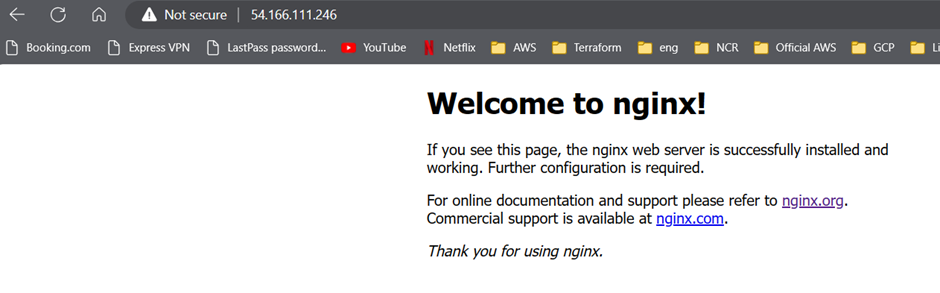 Not secure | 54.166.111.246
Booking.com Express VPN LastPass password... YouTube Netflix AWS Terraform eng NCR Official AWS GCP Li
Welcome to nginx!
If you see this page, the nginx web server is successfully installed and
working. Further configuration is required.
For online documentation and support please refer to nginx.org.
Commercial support is available at nginx.com.
Thank you for using nginx.